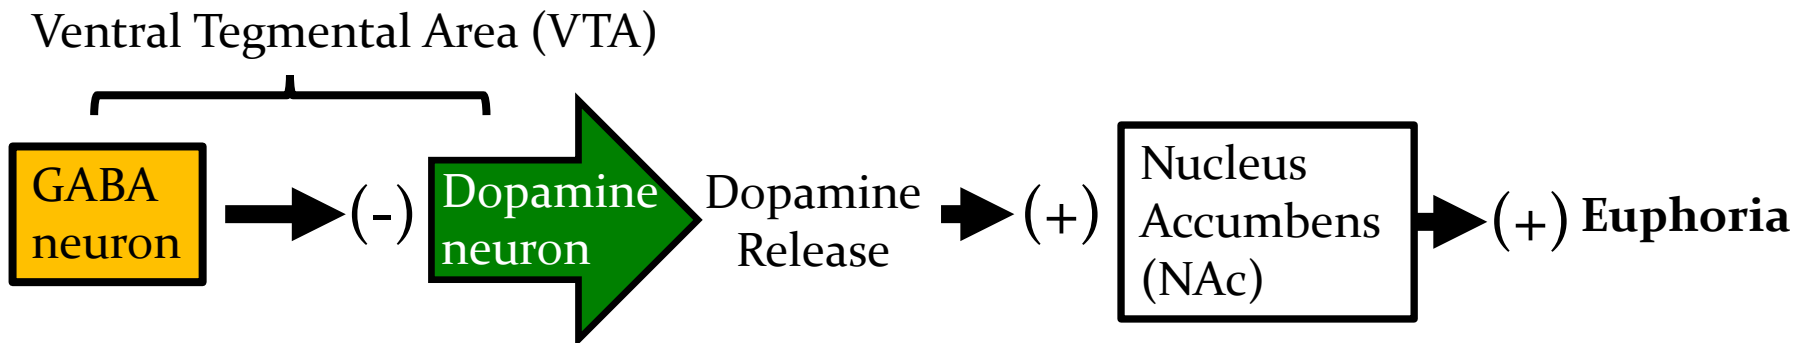 Ventral Tegmental Area (VTA)
GABA
neuron
(-)
Dopamine
neuron
Dopamine
Release
(+)
Nucleus
Accumbens
(NAc)
(+) Euphoria